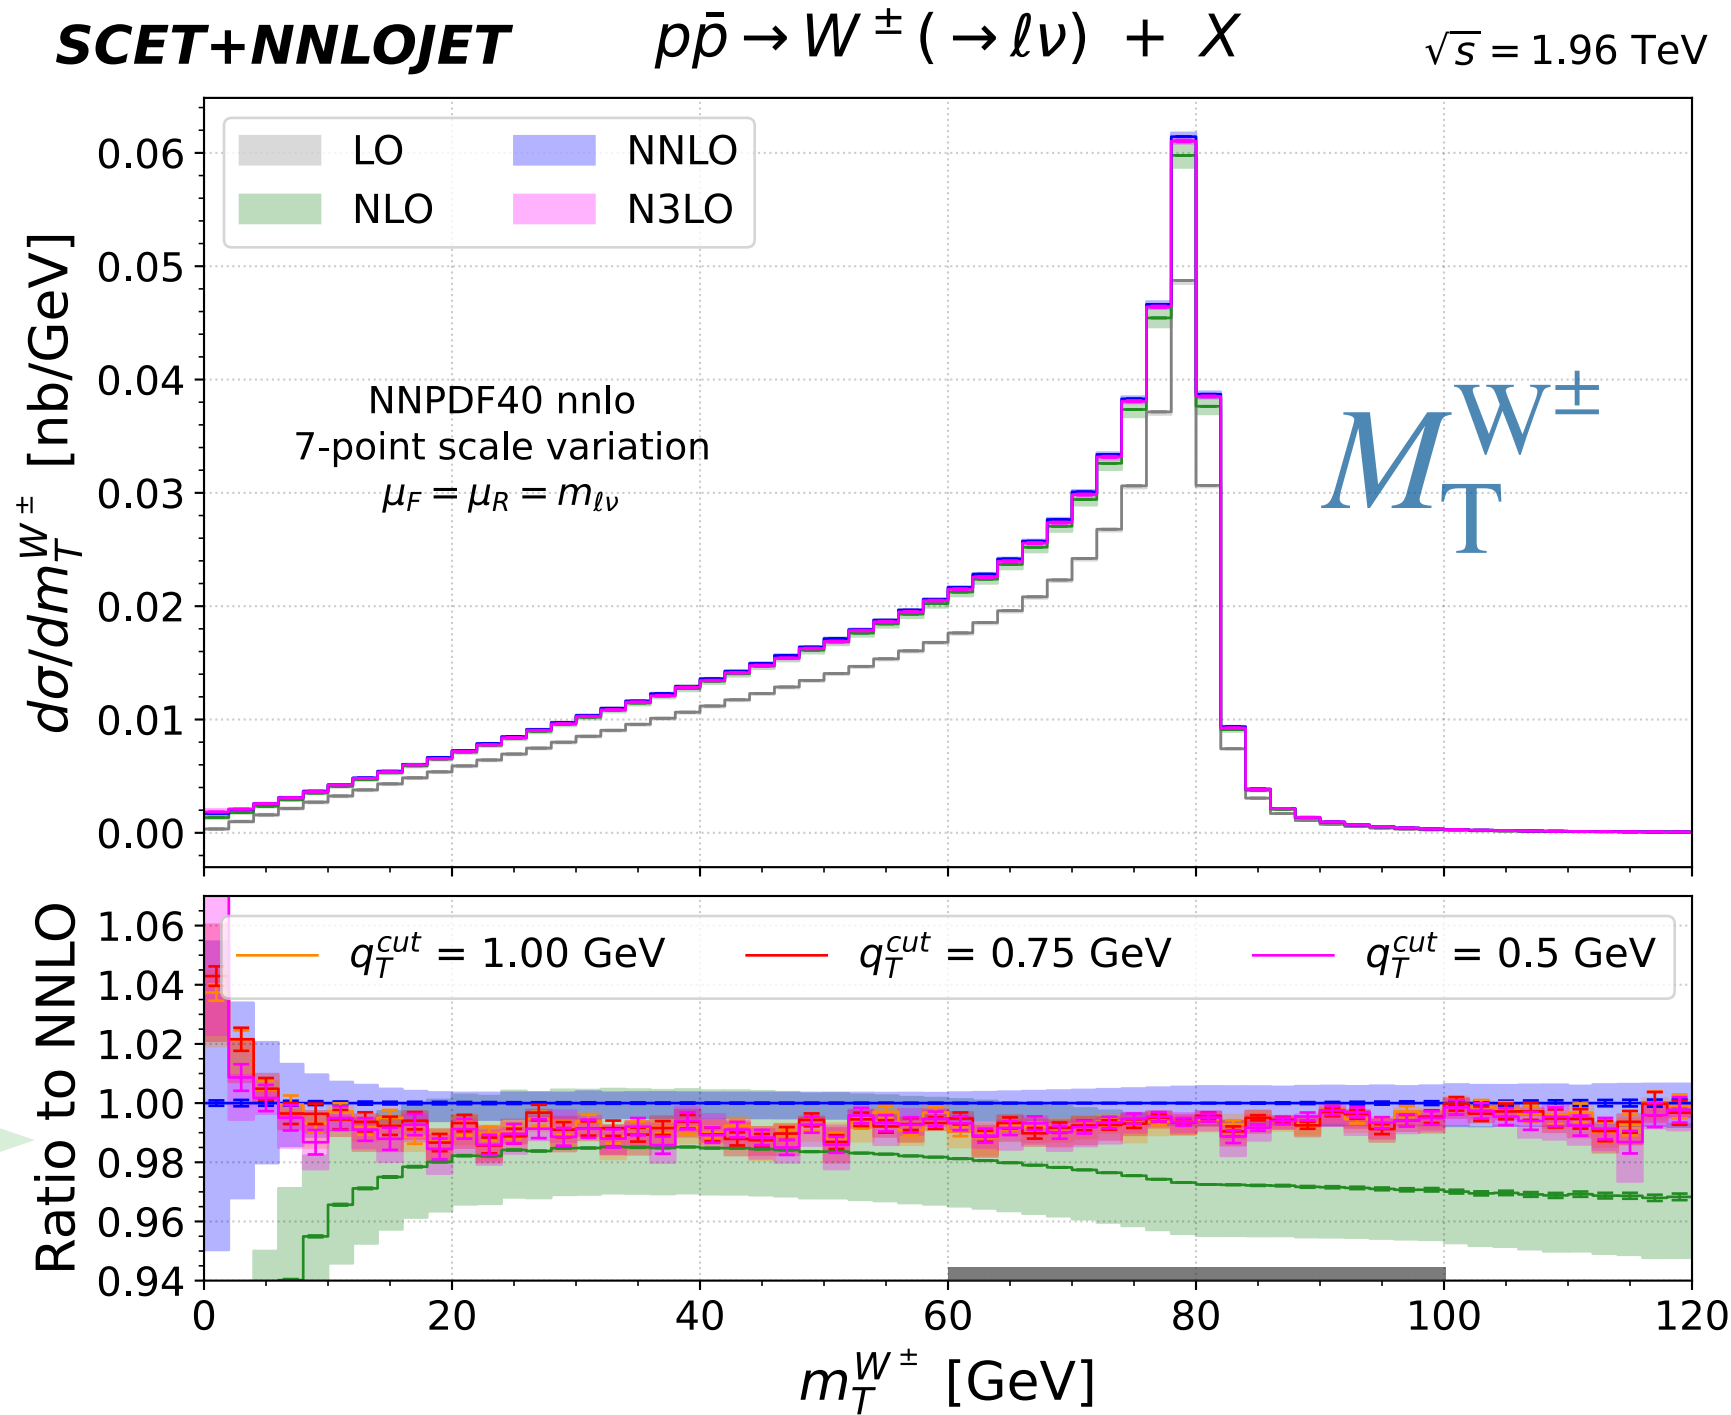 SCET+NNLOJET pp̄ → W± ( → ℓν) + X √s = 1.96 TeV
LO NNLO
NLO N3LO
NNPDF40 nnlo
7-point scale variation
μ_F = μ_R = m_ℓν
M_T^W±
dσ/dm_T^W± [nb/GeV]
0.06
0.05
0.04
0.03
0.02
0.01
0.00
q_T^cut = 1.00 GeV q_T^cut = 0.75 GeV q_T^cut = 0.5 GeV
Ratio to NNLO
1.06
1.04
1.02
1.00
0.98
0.96
0.94
0 20 40 60 80 100 120
m_T^W± [GeV]